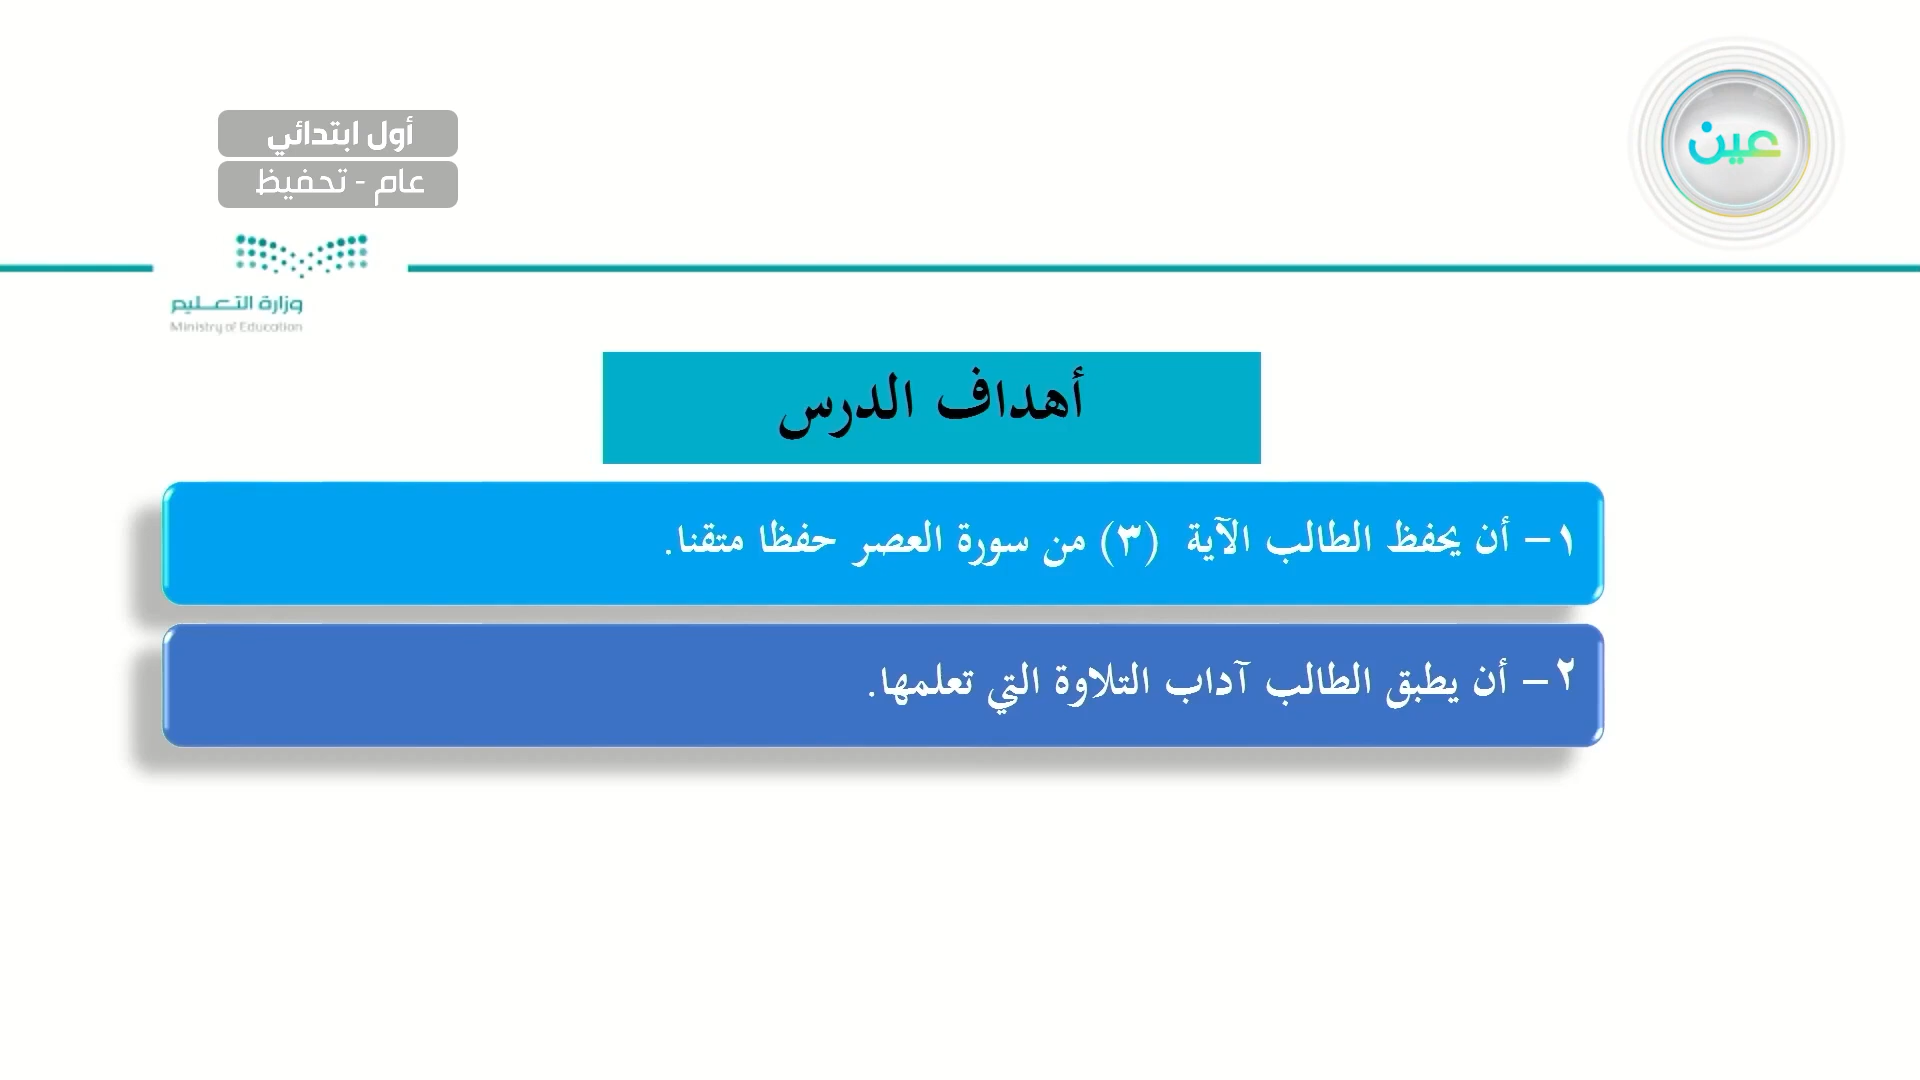 عين
أول ابتدائي
عام - تحفيظ
وزارة التعليم
Ministry of Education
أهداف الدرس
١- أن يحفظ الطالب الآية (٣) من سورة العصر حفظا متقنا.
٢- أن يطبق الطالب آداب التلاوة التي تعلمها.